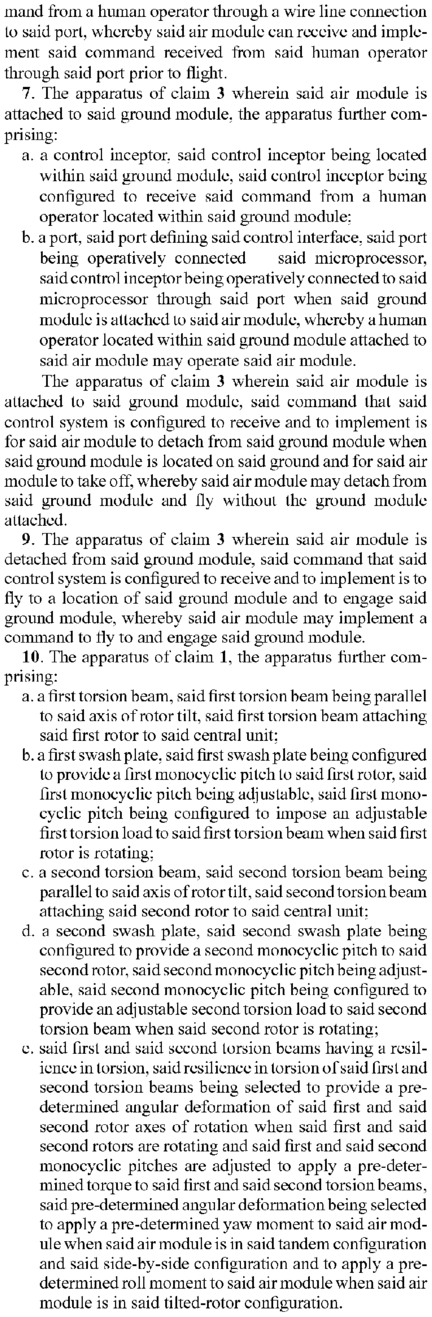 mand from a human operator through a wire line connection
to said port, whereby said air module can receive and imple-
ment said command received from said human operator
through said port prior to flight.
7. The apparatus of claim 3 wherein said air module is
attached to said ground module, the apparatus further com-
prising:
a. a control inceptor, said control inceptor being located
within said ground module, said control inceptor being
configured to receive said command from a human
operator located within said ground module;
b. a port, said port defining said control interface, said port
being operatively connected said microprocessor,
said control inceptor being operatively connected to said
microprocessor through said port when said ground
module is attached to said air module, whereby a human
operator located within said ground module attached to
said air module may operate said air module.
The apparatus of claim 3 wherein said air module is
attached to said ground module, said command that said
control system is configured to receive and to implement is
for said air module to detach from said ground module when
said ground module is located on said ground and for said air
module to take off, whereby said air module may detach from
said ground module and fly without the ground module
attached.
9. The apparatus of claim 3 wherein said air module is
detached from said ground module, said command that said
control system is configured to receive and to implement is to
fly to a location of said ground module and to engage said
ground module, whereby said air module may implement a
command to fly to and engage said ground module.
10. The apparatus of claim 1, the apparatus further com-
prising:
a. a first torsion beam, said first torsion beam being parallel
to said axis of rotor tilt, said first torsion beam attaching
said first rotor to said central unit;
b. a first swash plate, said first swash plate being configured
to provide a first monocyclic pitch to said first rotor, said
first monocyclic pitch being adjustable, said first mono-
cyclic pitch being configured to impose an adjustable
first torsion load to said first torsion beam when said first
rotor is rotating;
c. a second torsion beam, said second torsion beam being
parallel to said axis of rotor tilt, said second torsion beam
attaching said second rotor to said central unit;
d. a second swash plate, said second swash plate being
configured to provide a second monocyclic pitch to said
second rotor, said second monocyclic pitch being adjust-
able, said second monocyclic pitch being configured to
provide an adjustable second torsion load to said second
torsion beam when said second rotor is rotating;
e. said first and said second torsion beams having a resil-
ience in torsion, said resilience in torsion of said first and
second torsion beams being selected to provide a pre-
determined angular deformation of said first and said
second rotor axes of rotation when said first and said
second rotors are rotating and said first and said second
monocyclic pitches are adjusted to apply a pre-deter-
mined torque to said first and said second torsion beams,
said pre-determined angular deformation being selected
to apply a pre-determined yaw moment to said air mod-
ule when said air module is in said tandem configuration
and said side-by-side configuration and to apply a pre-
determined roll moment to said air module when said air
module is in said tilted-rotor configuration.